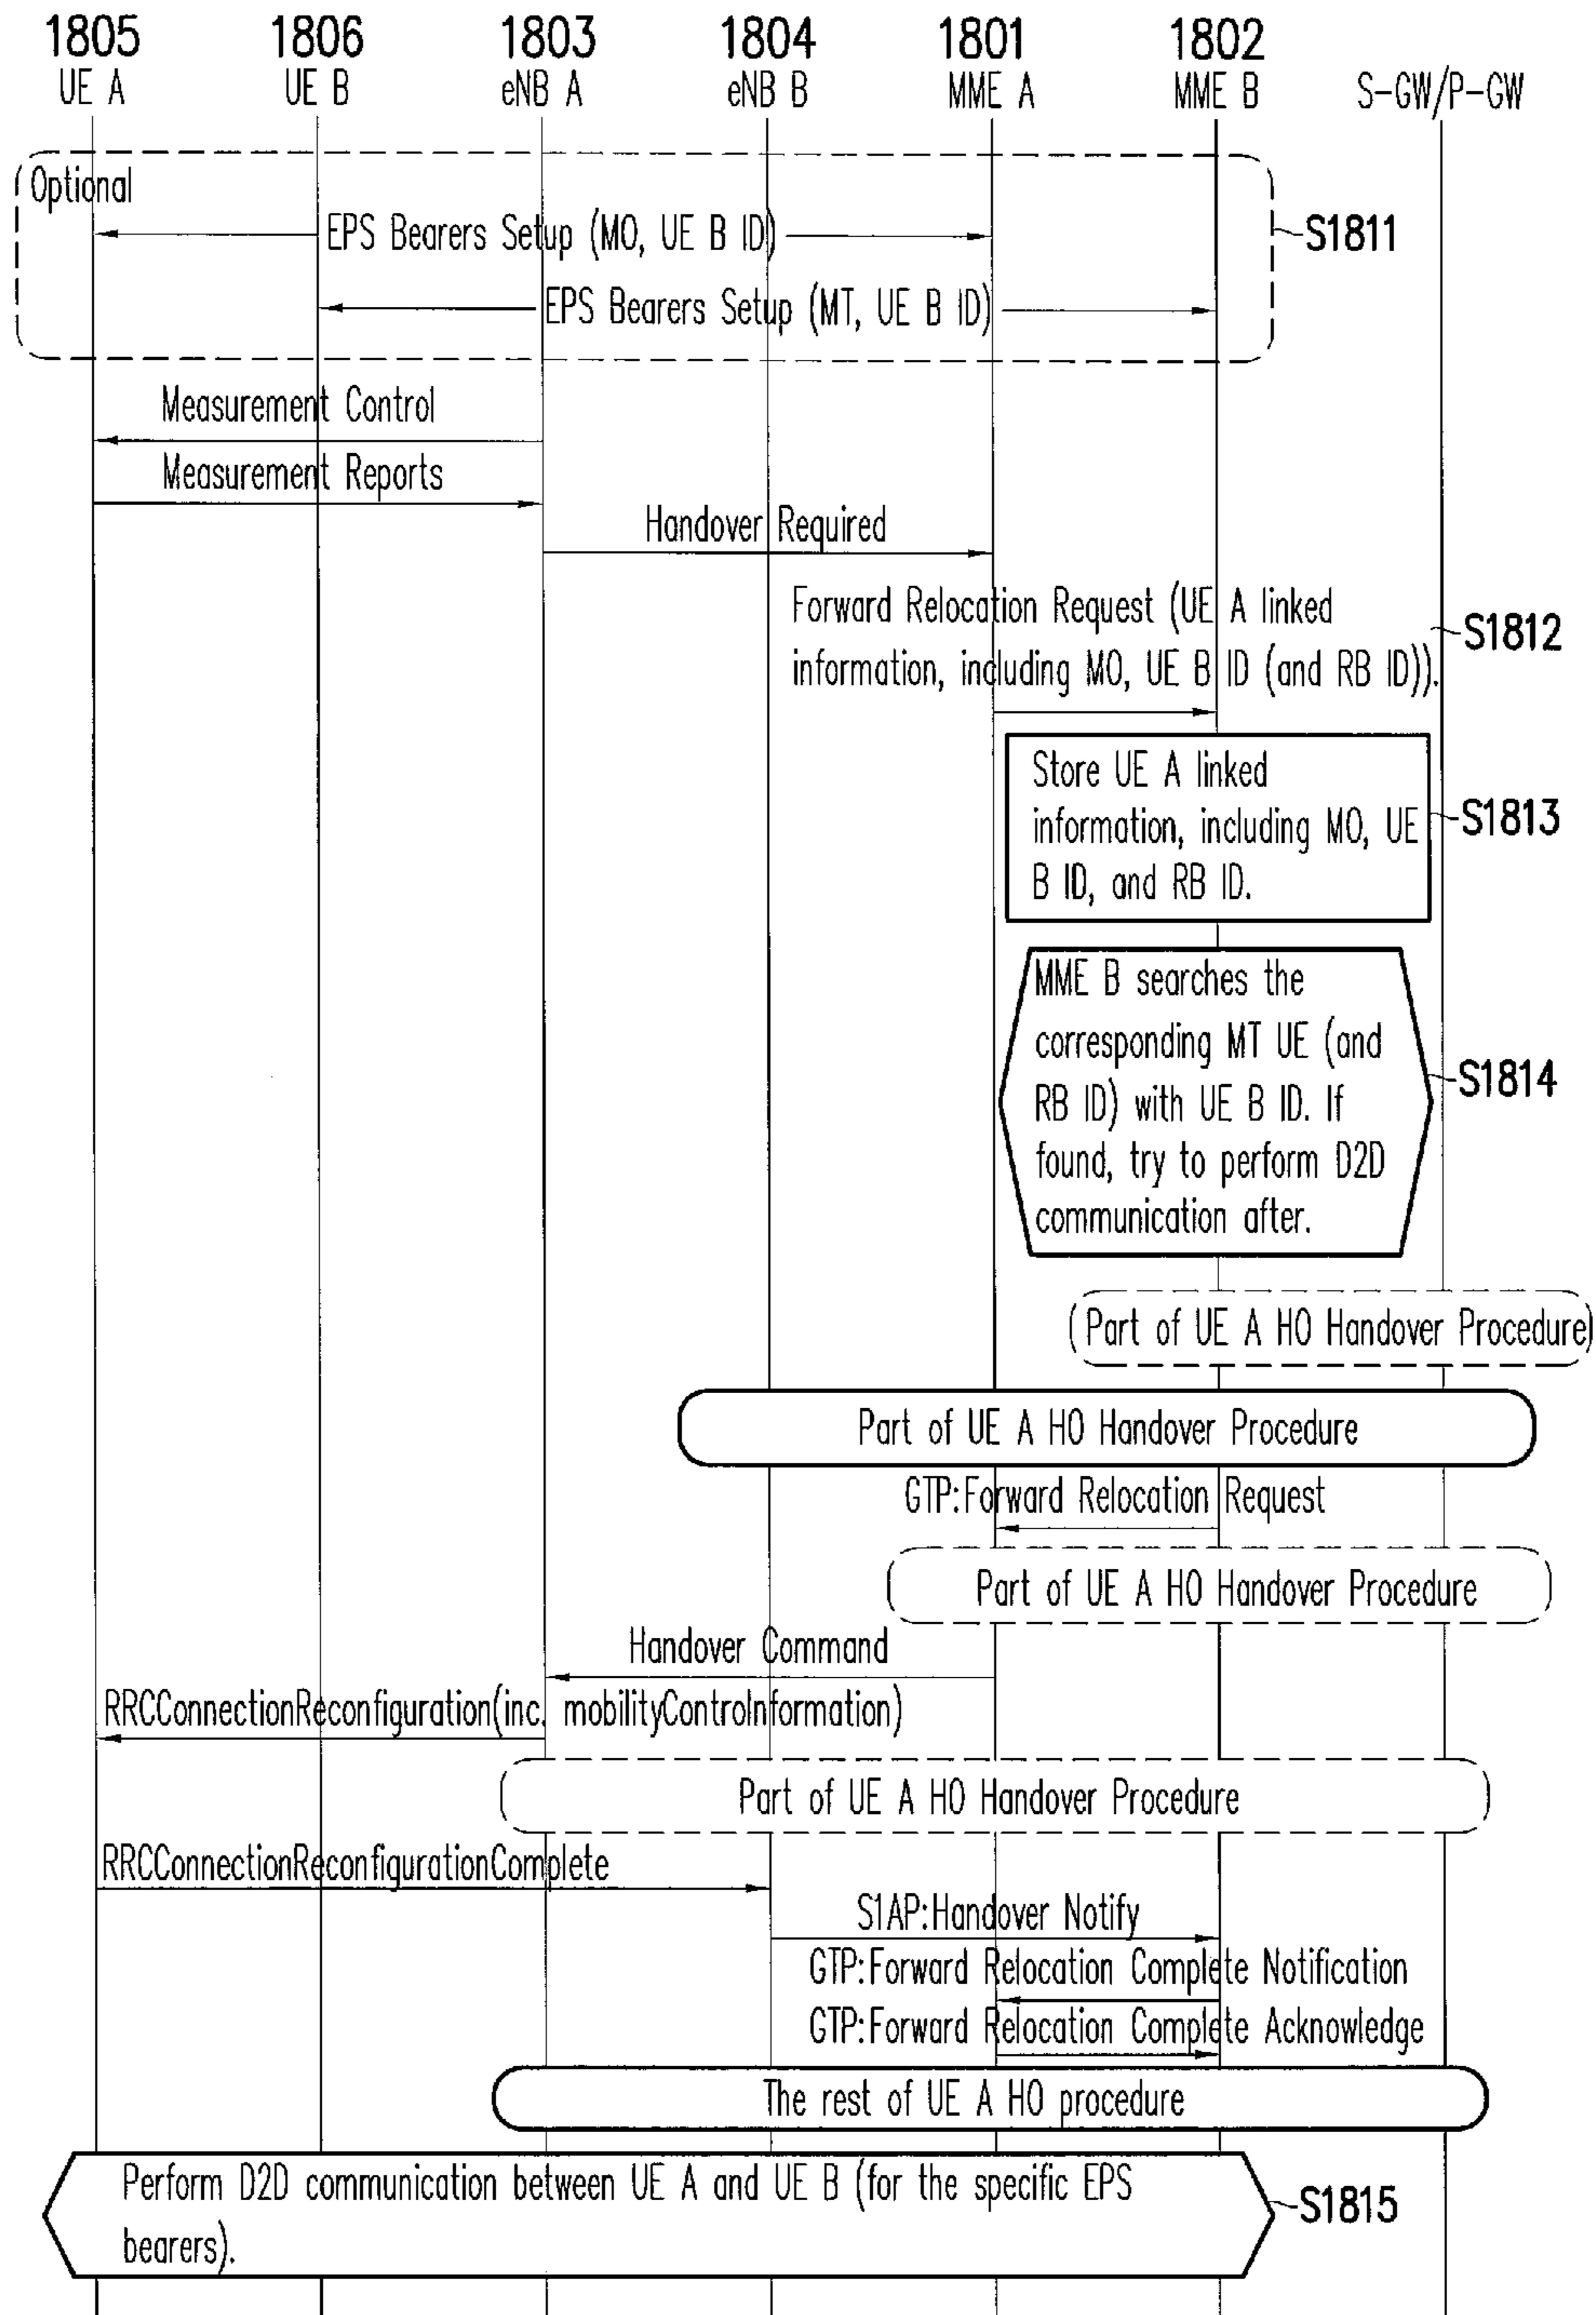 1805 1806 1803 1804 1801 1802
UE A UE B eNB A eNB B MME A MME B S-GW/P-GW
Optional
EPS Bearers Setup (MO, UE B ID)
S1811
EPS Bearers Setup (MT, UE B ID)
Measurement Control
Measurement Reports
Handover Required
Forward Relocation Request (UE A linked
information, including MO, UE B ID (and RB ID)).
S1812
Store UE A linked
information, including MO, UE
B ID, and RB ID.
S1813
MME B searches the
corresponding MT UE (and
RB ID) with UE B ID. If
found, try to perform D2D
communication after.
S1814
(Part of UE A HO Handover Procedure)
Part of UE A HO Handover Procedure
GTP:Forward Relocation Request
Part of UE A HO Handover Procedure
Handover Command
RRCConnectionReconfiguration(inc. mobilityControInformation)
Part of UE A HO Handover Procedure
RRCConnectionReconfigurationComplete
S1AP:Handover Notify
GTP:Forward Relocation Complete Notification
GTP:Forward Relocation Complete Acknowledge
The rest of UE A HO procedure
Perform D2D communication between UE A and UE B (for the specific EPS
bearers).
S1815